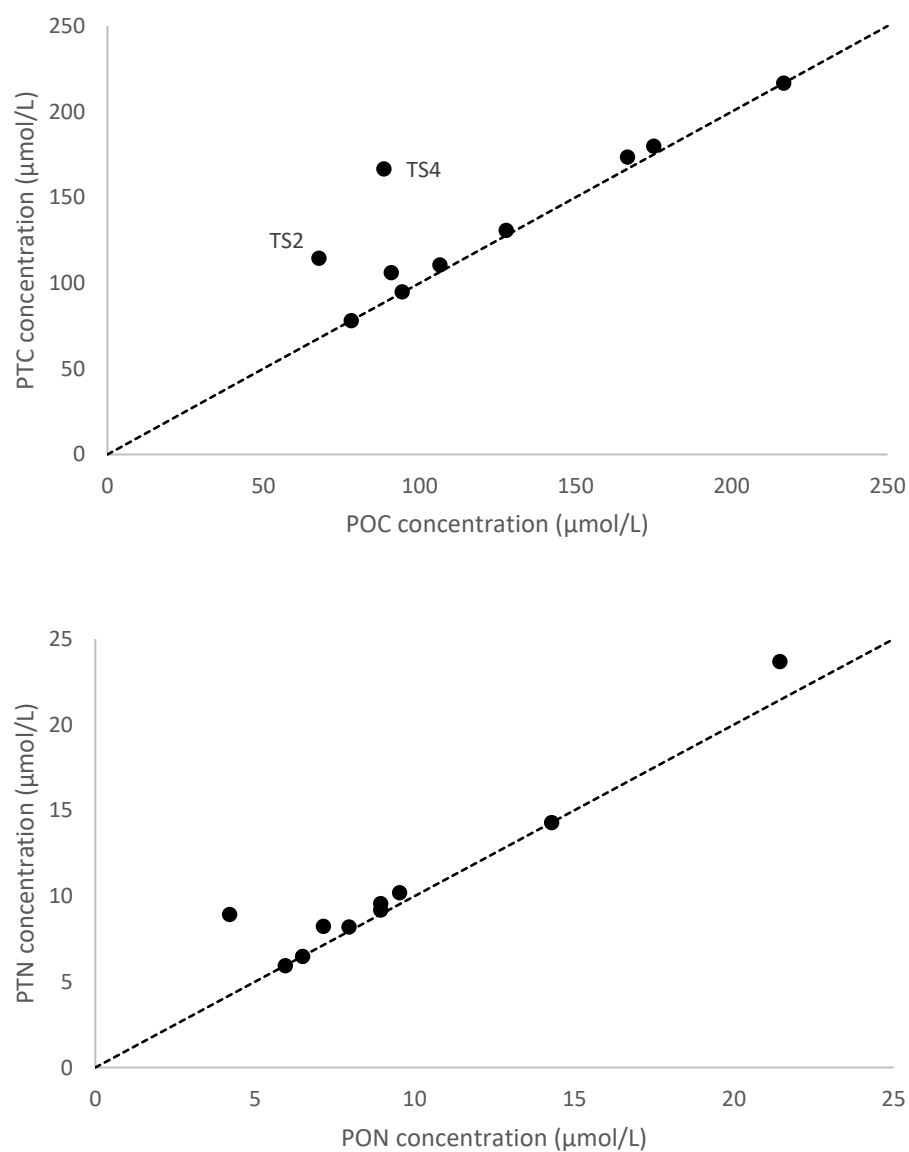 250
200
150
100
50
0
PTC concentration (µmol/L)
TS4
TS2
0 50 100 150 200 250
POC concentration (µmol/L)
25
20
15
10
5
0
PTN concentration (µmol/L)
0 5 10 15 20 25
PON concentration (µmol/L)